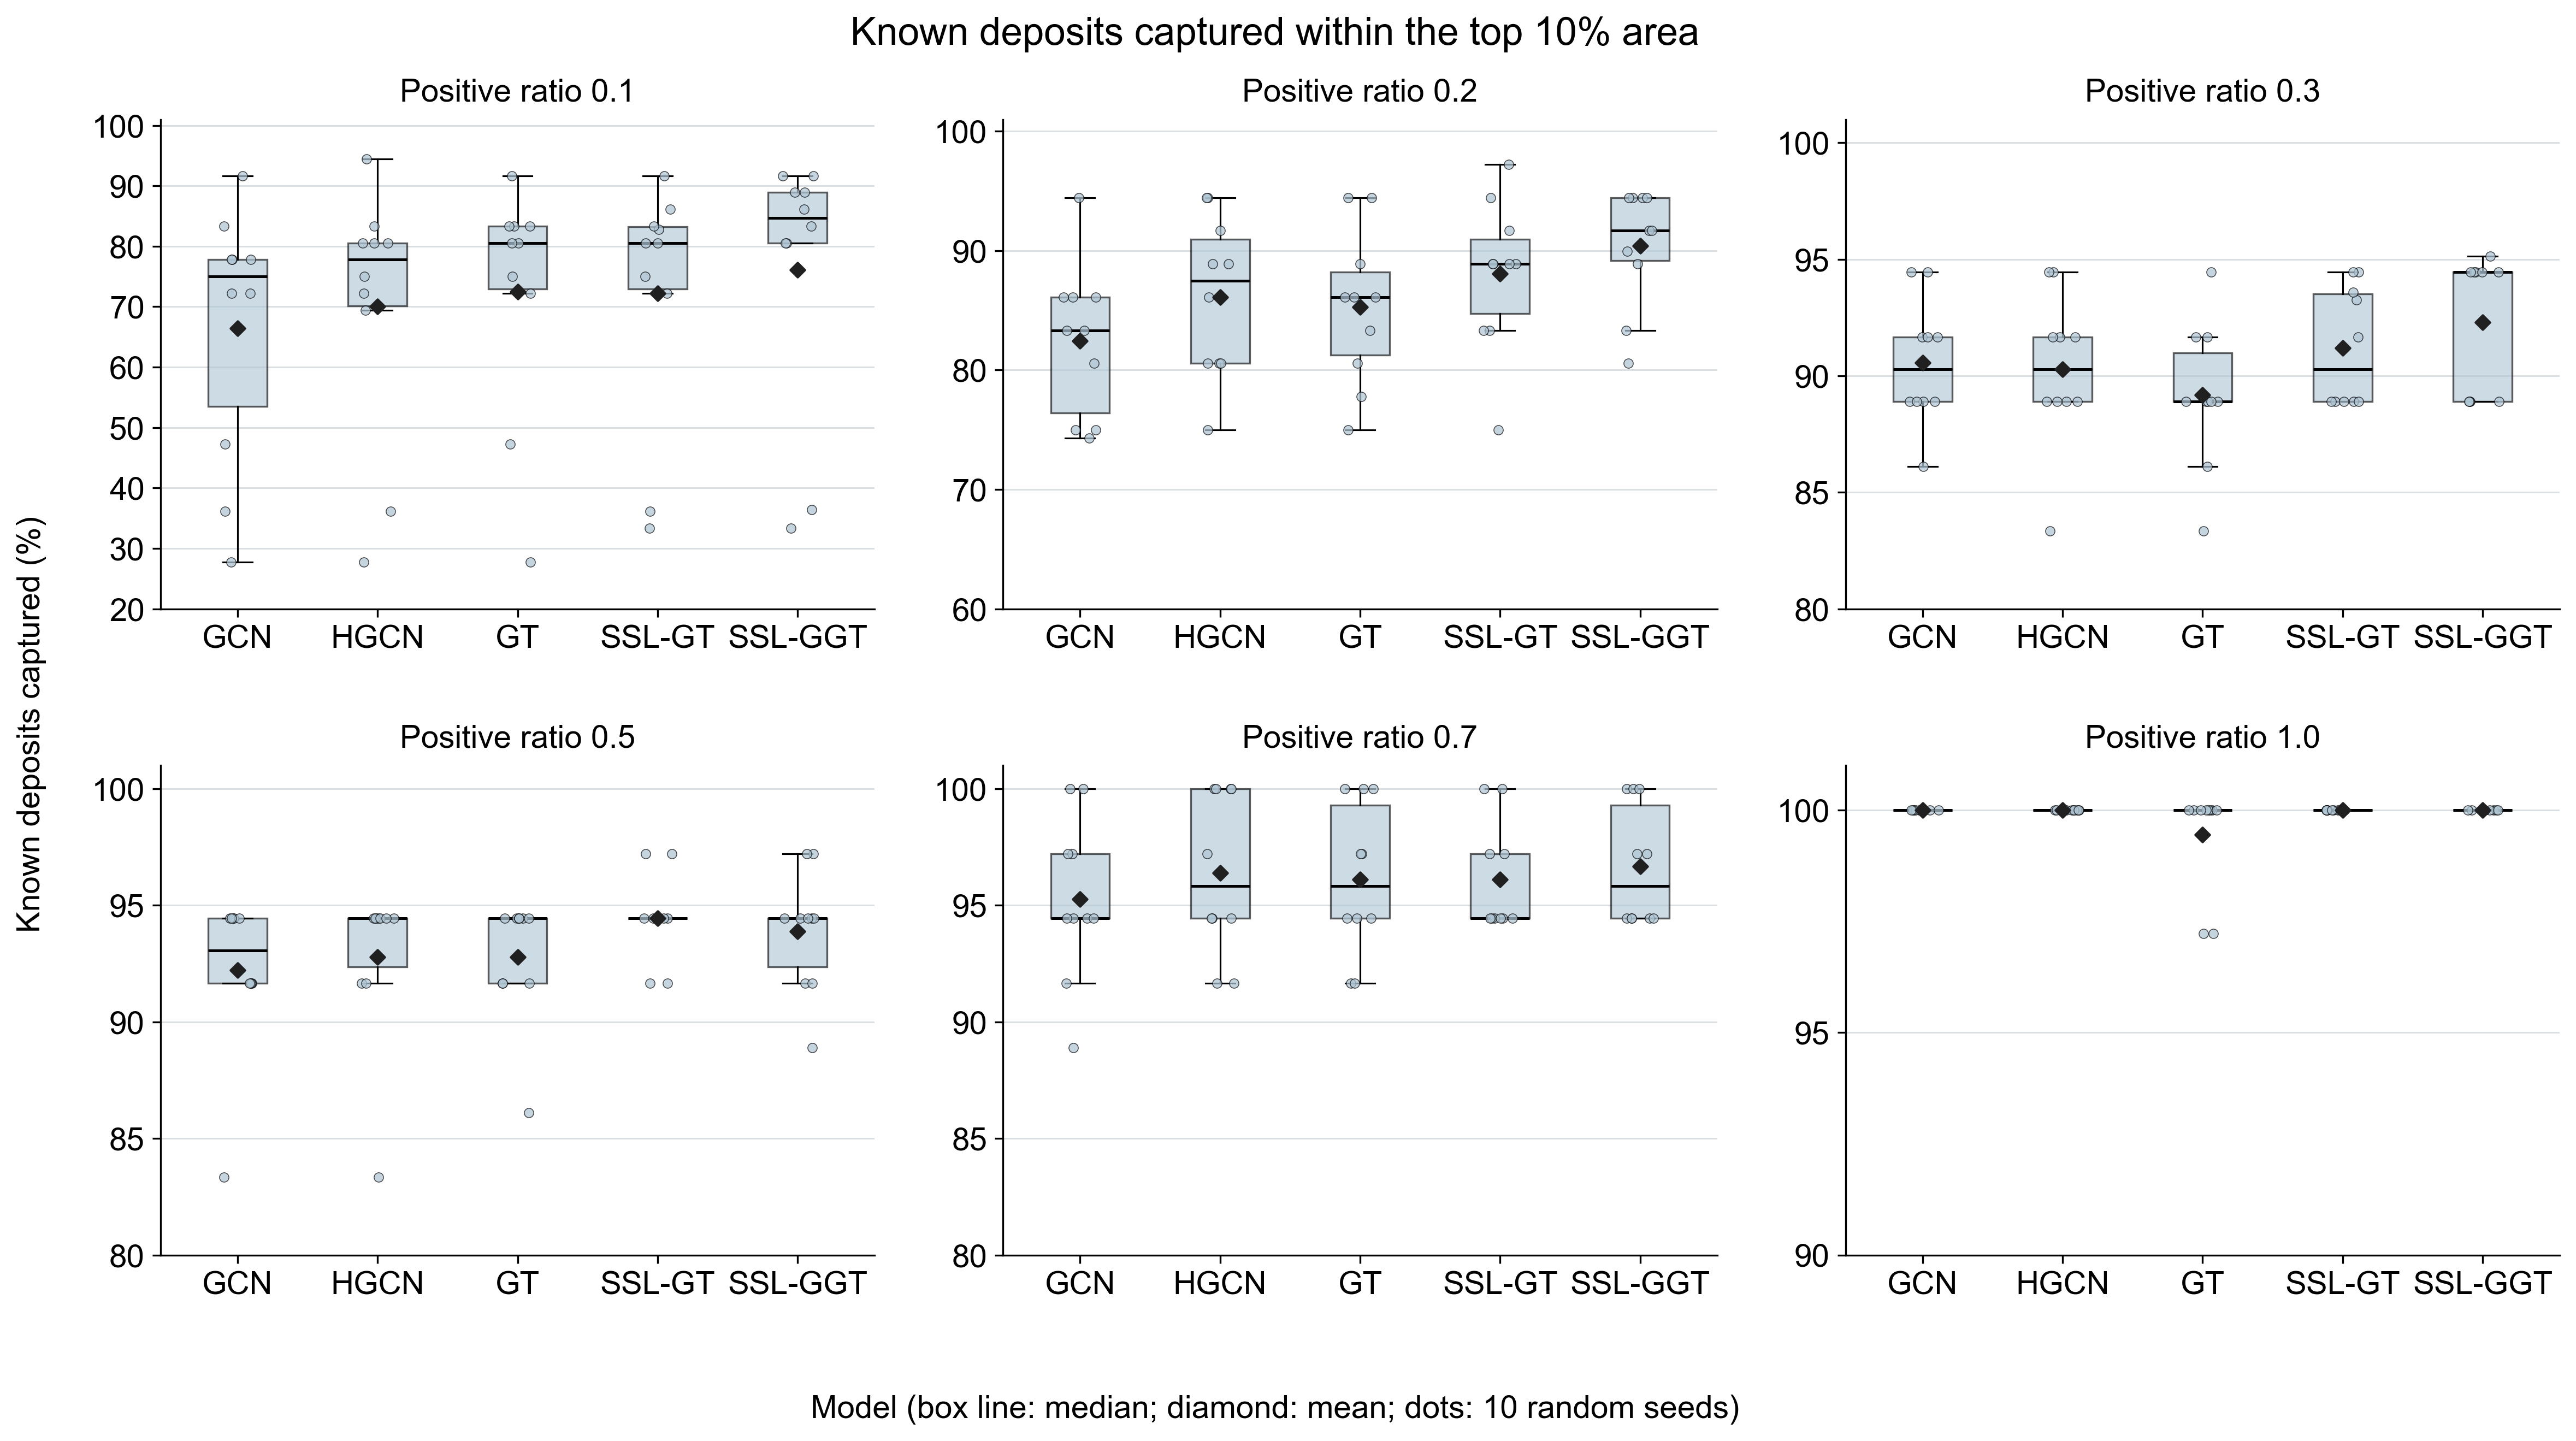 Known deposits captured within the top 10% area
Positive ratio 0.1
Positive ratio 0.2
Positive ratio 0.3
100
90
80
70
60
50
40
30
20
GCN HGCN GT SSL-GT SSL-GGT
100
90
80
70
60
GCN HGCN GT SSL-GT SSL-GGT
100
95
90
85
80
GCN HGCN GT SSL-GT SSL-GGT
Known deposits captured (%)
Positive ratio 0.5
Positive ratio 0.7
Positive ratio 1.0
100
95
90
85
80
GCN HGCN GT SSL-GT SSL-GGT
100
95
90
85
80
GCN HGCN GT SSL-GT SSL-GGT
100
95
90
GCN HGCN GT SSL-GT SSL-GGT
Model (box line: median; diamond: mean; dots: 10 random seeds)